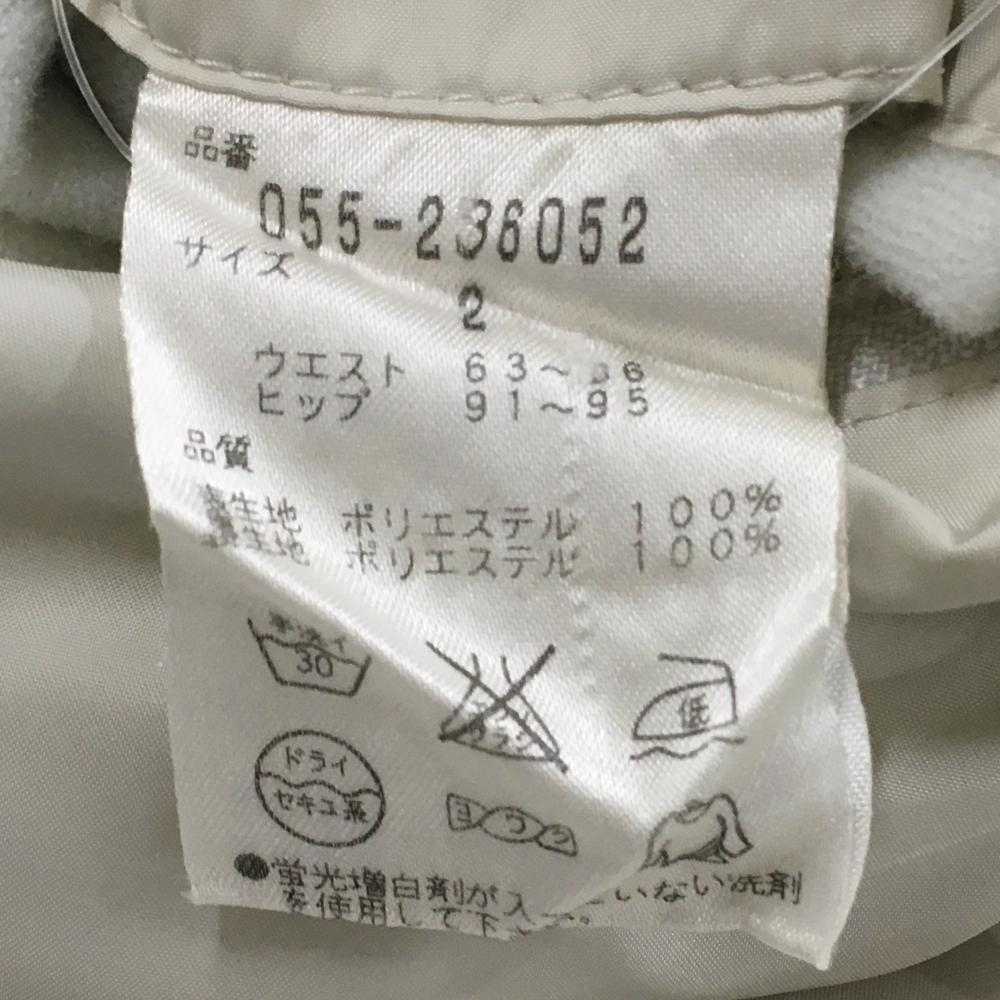 品番
055-236052
サイズ
2
ウエスト 63～
ヒップ 91～95
品質
表生地 ポリエステル 100%
裏生地 ポリエステル 100%
手洗イ
30
低
ドライ
セキユ系
ヨワク
●蛍光増白剤が入っていない洗剤
を使用して下さい。